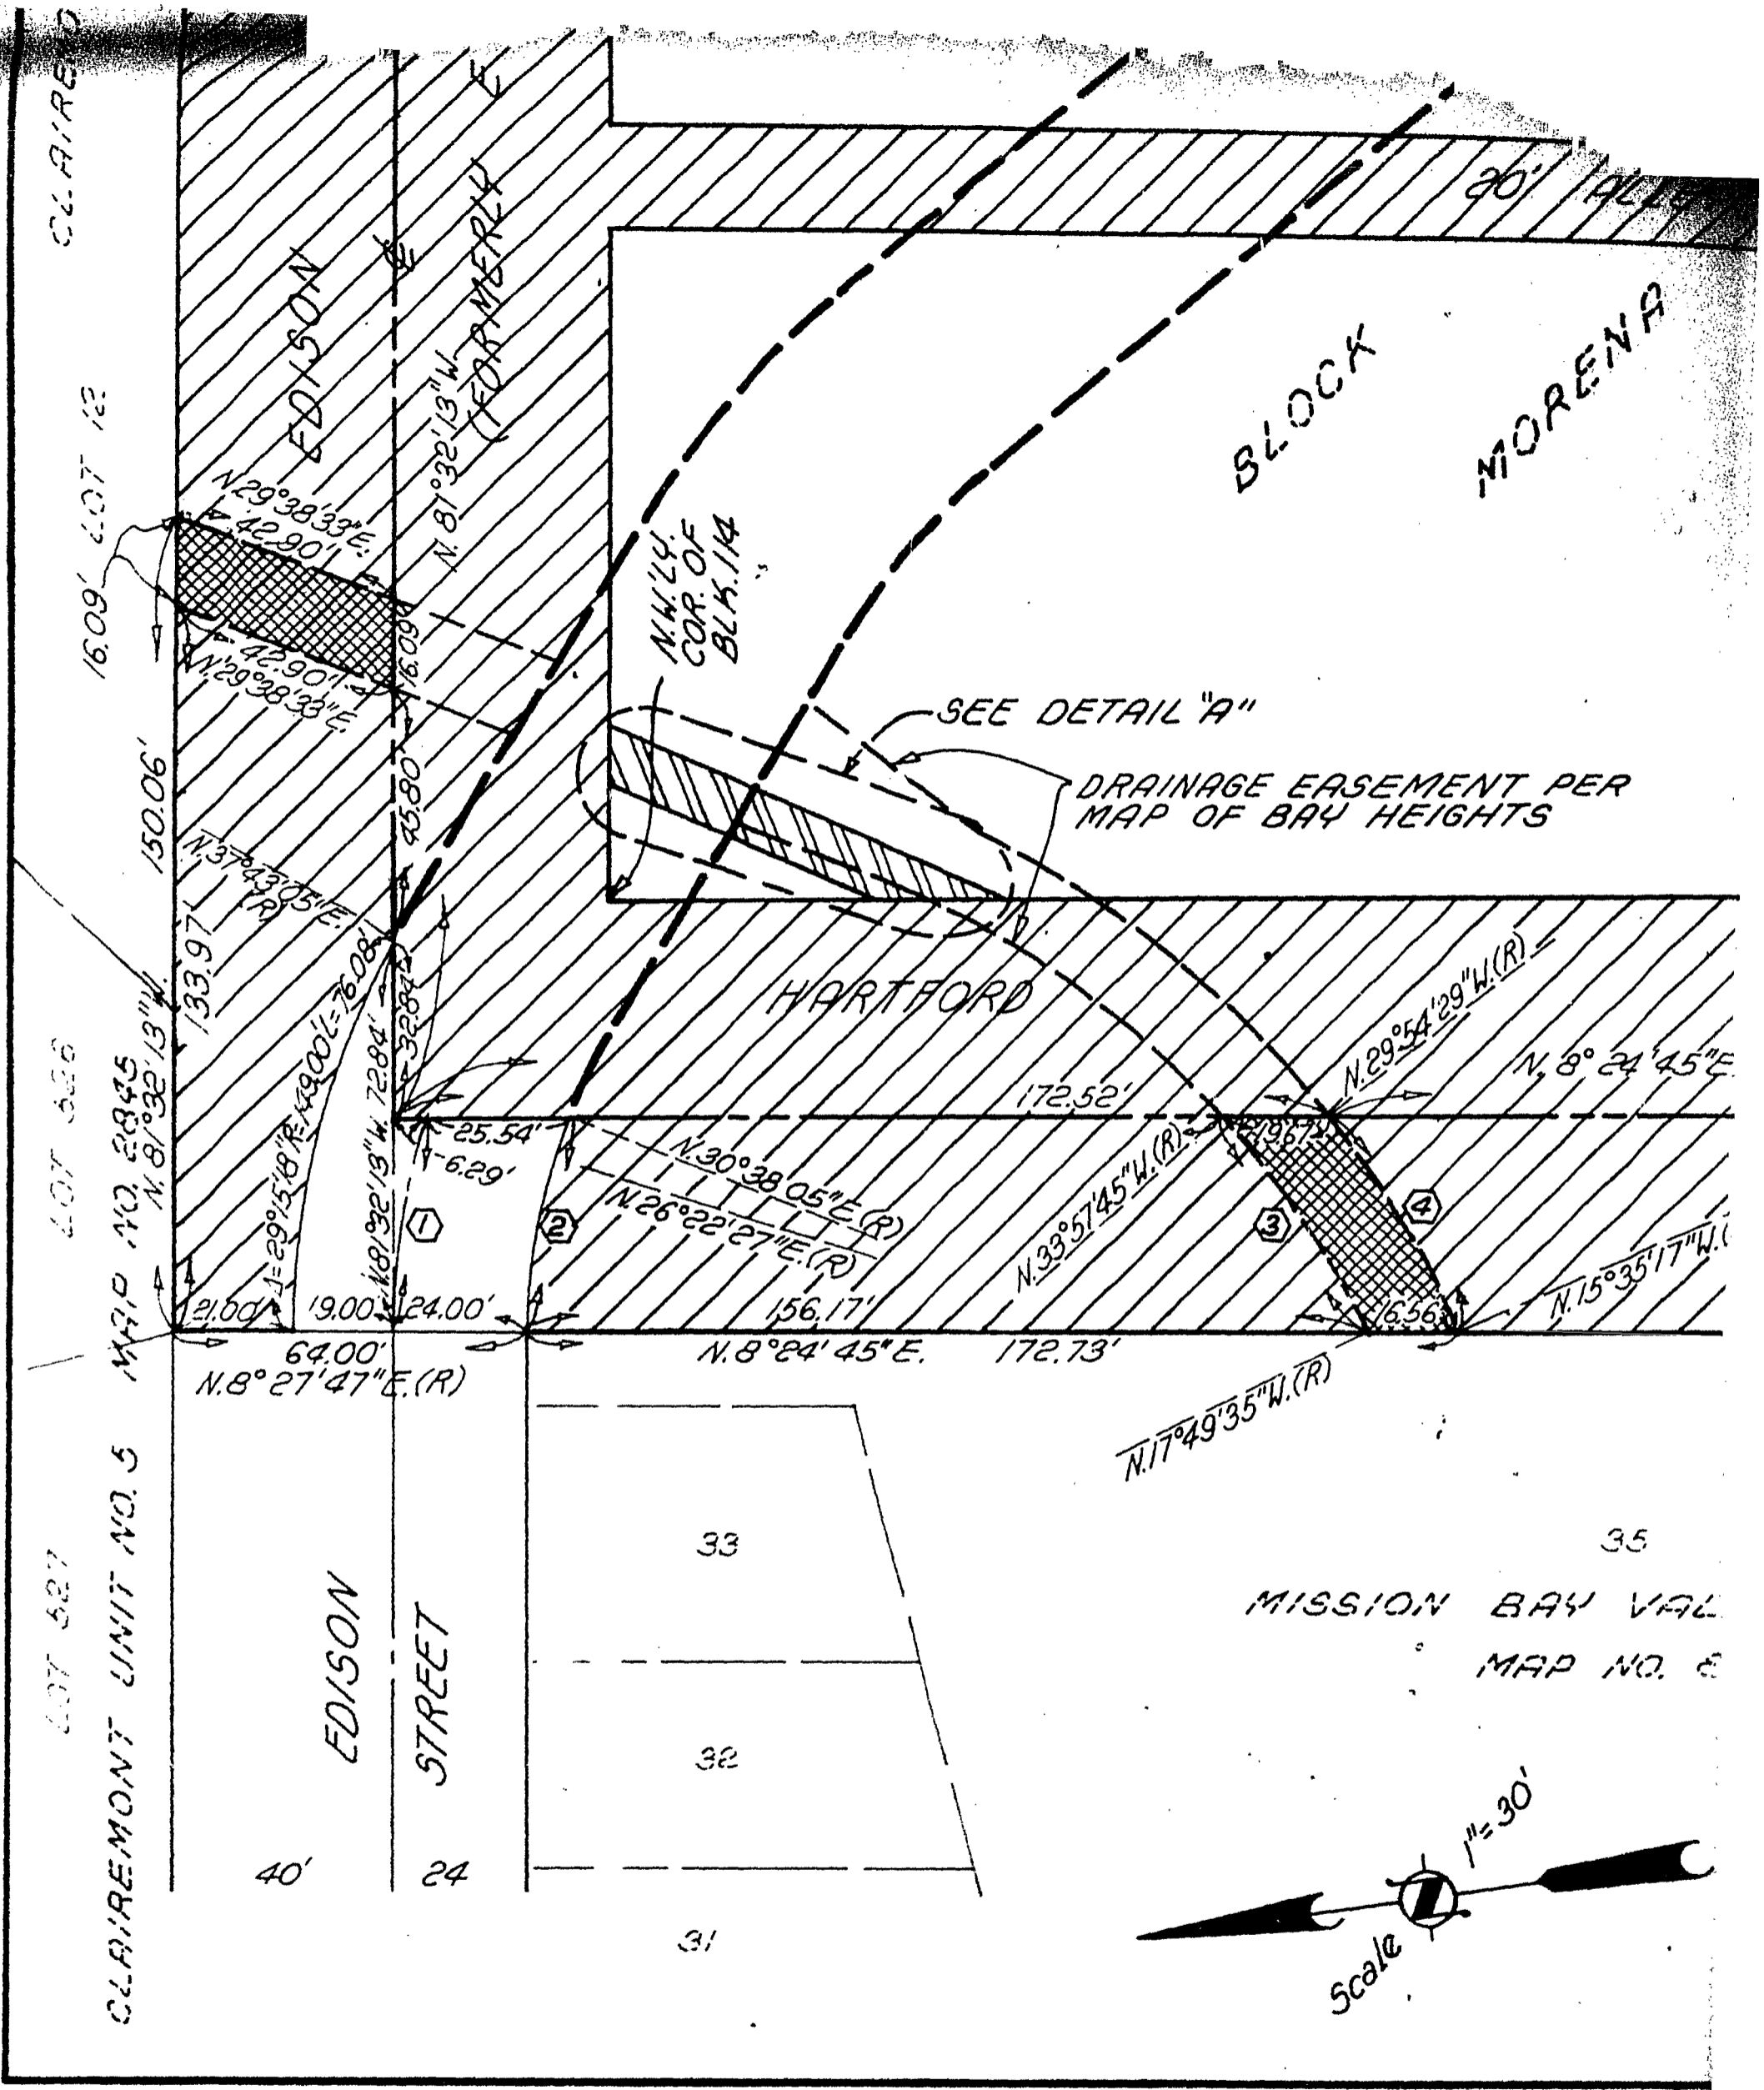 20'
EDISON
℄
(FORMERLY
N. 81°32'13"W.
BLOCK
MORENA
LOT 12
16.09'
N.29°38'33"E.
42.90'
16.09'
42.90'
N.29°38'33"E.
N.W.'LY.
COR. OF
BLK.114
SEE DETAIL "A"
DRAINAGE EASEMENT PER
MAP OF BAY HEIGHTS
150.06'
133.97'
N. 81°32'13"W.
45.80'
N.37°43'05"E.
(R)
Δ=29°15'18" R=149.00' L=76.08'
N.81°32'13"W. 72.84'
32.84'
HARTFORD
172.52'
N.29°54'29"W.(R)
N. 8° 24'45"E.
25.54'
6.29'
N.30°38'05"E.(R)
N.26°22'27"E.(R)
N.33°57'45"W.(R)
19.67'
1
2
3
4
N.15°35'17"W.(
21.00'
19.00'
24.00'
156.17'
16.56'
64.00'
N.8°24'45"E.
172.73'
N.8°27'47"E.(R)
N.17°49'35"W.(R)
CLAIREMONT UNIT NO. 5 MAP NO. 2845
LOT 527
EDISON
STREET
33
35
MISSION BAY VAL
MAP NO.
32
40'
24
31
Scale
1"=30'